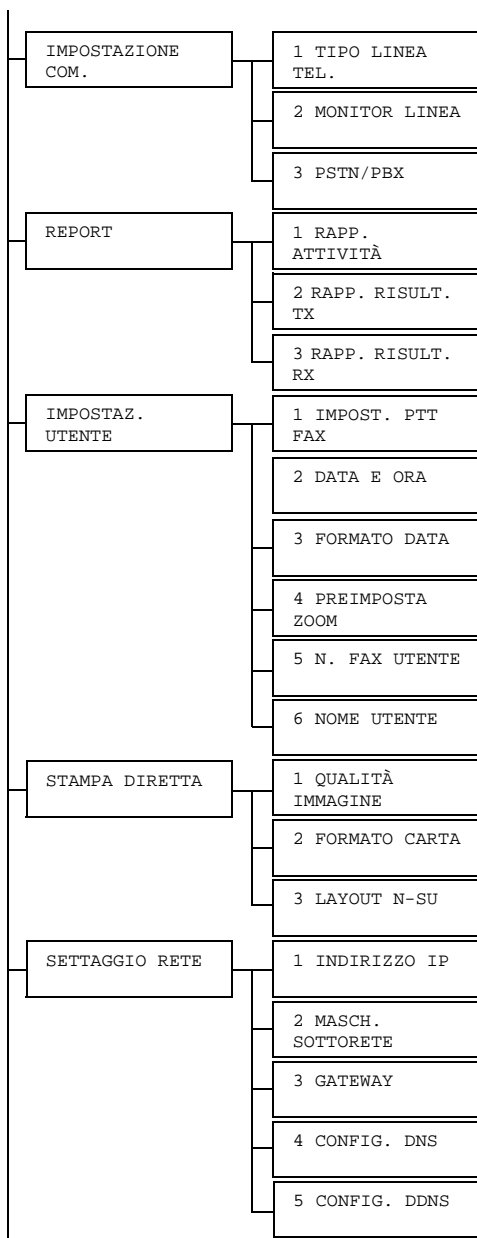 IMPOSTAZIONE
COM.
1 TIPO LINEA
TEL.
2 MONITOR LINEA
3 PSTN/PBX
REPORT
1 RAPP.
ATTIVITÀ
2 RAPP. RISULT.
TX
3 RAPP. RISULT.
RX
IMPOSTAZ.
UTENTE
1 IMPOST. PTT
FAX
2 DATA E ORA
3 FORMATO DATA
4 PREIMPOSTA
ZOOM
5 N. FAX UTENTE
6 NOME UTENTE
STAMPA DIRETTA
1 QUALITÀ
IMMAGINE
2 FORMATO CARTA
3 LAYOUT N-SU
SETTAGGIO RETE
1 INDIRIZZO IP
2 MASCH.
SOTTORETE
3 GATEWAY
4 CONFIG. DNS
5 CONFIG. DDNS